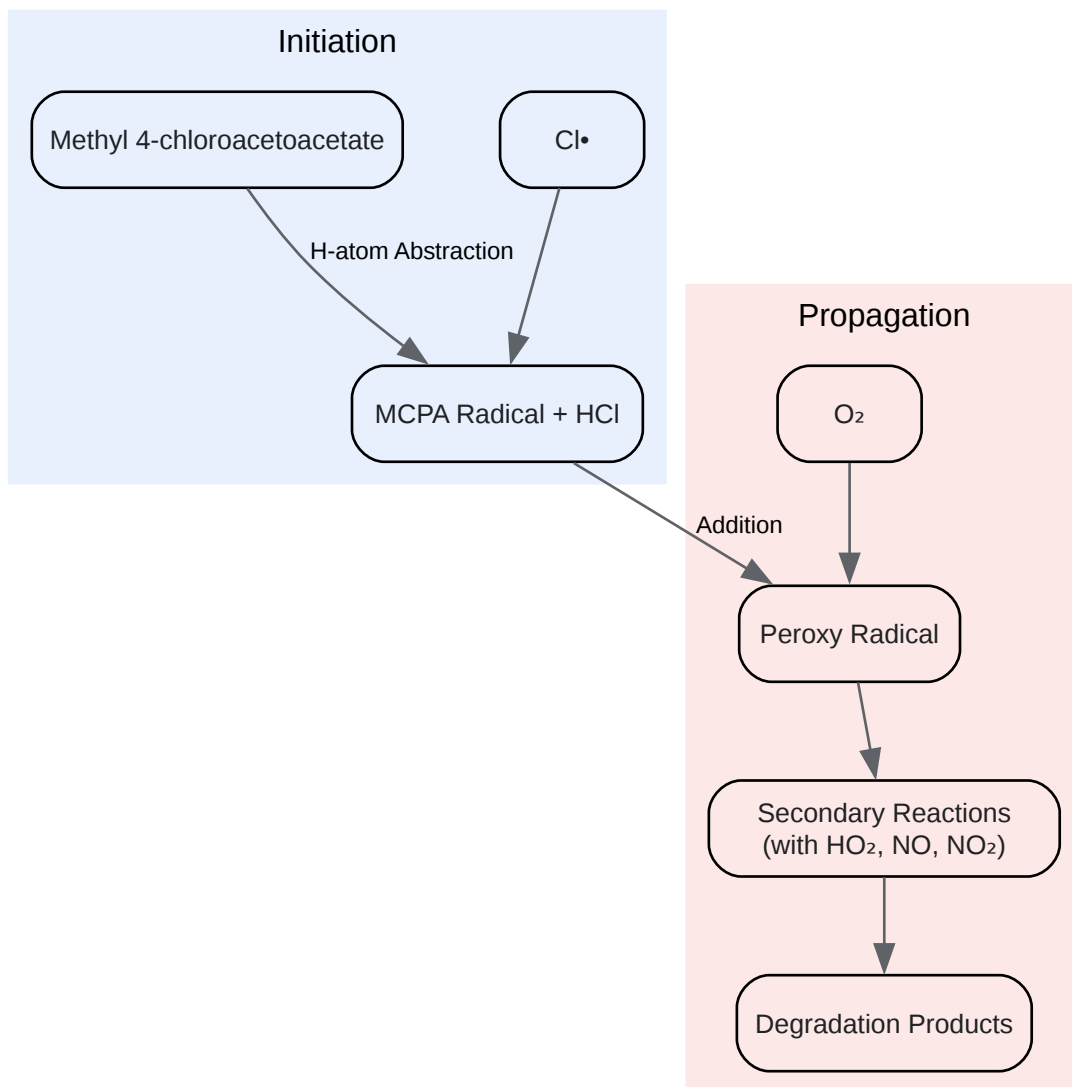 Initiation
Methyl 4-chloroacetoacetate
Cl•
H-atom Abstraction
MCPA Radical + HCl
Propagation
O₂
Addition
Peroxy Radical
Secondary Reactions
(with HO₂, NO, NO₂)
Degradation Products